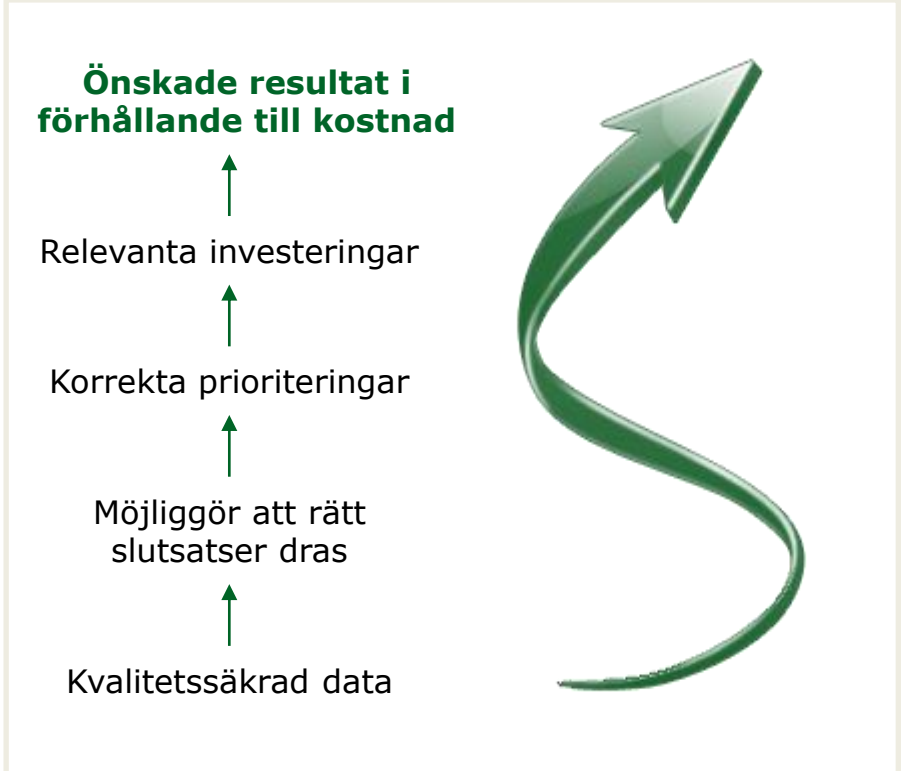 Önskade resultat i
förhållande till kostnad
Relevanta investeringar
Korrekta prioriteringar
Möjliggör att rätt
slutsatser dras
Kvalitetssäkrad data